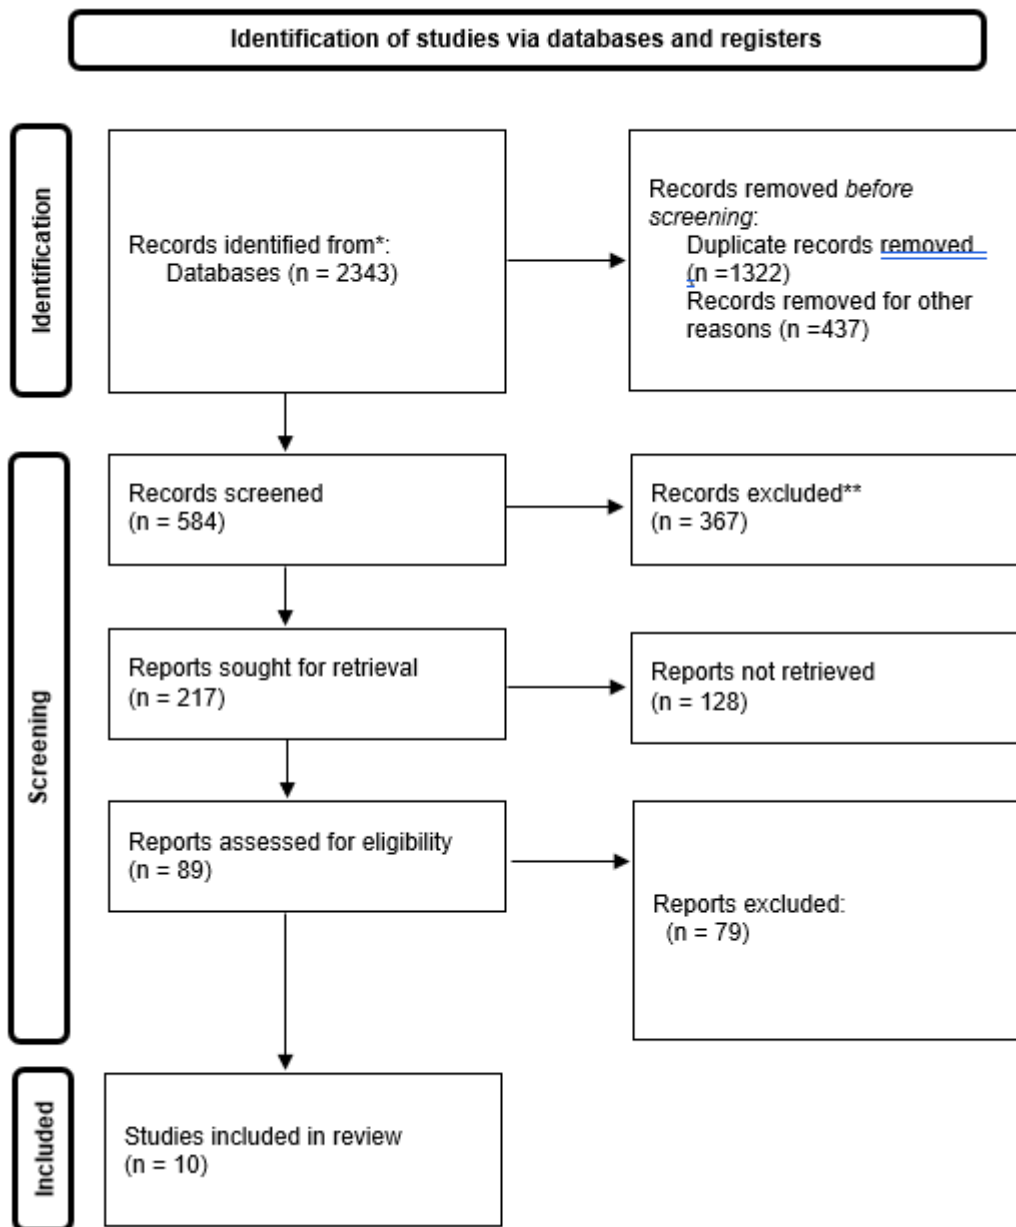 Identification of studies via databases and registers
Identification
Records identified from*:
Databases (n = 2343)
Records removed before
screening:
Duplicate records removed
(n =1322)
Records removed for other
reasons (n =437)
Screening
Records screened
(n = 584)
Records excluded**
(n = 367)
Reports sought for retrieval
(n = 217)
Reports not retrieved
(n = 128)
Reports assessed for eligibility
(n = 89)
Reports excluded:
(n = 79)
Included
Studies included in review
(n = 10)